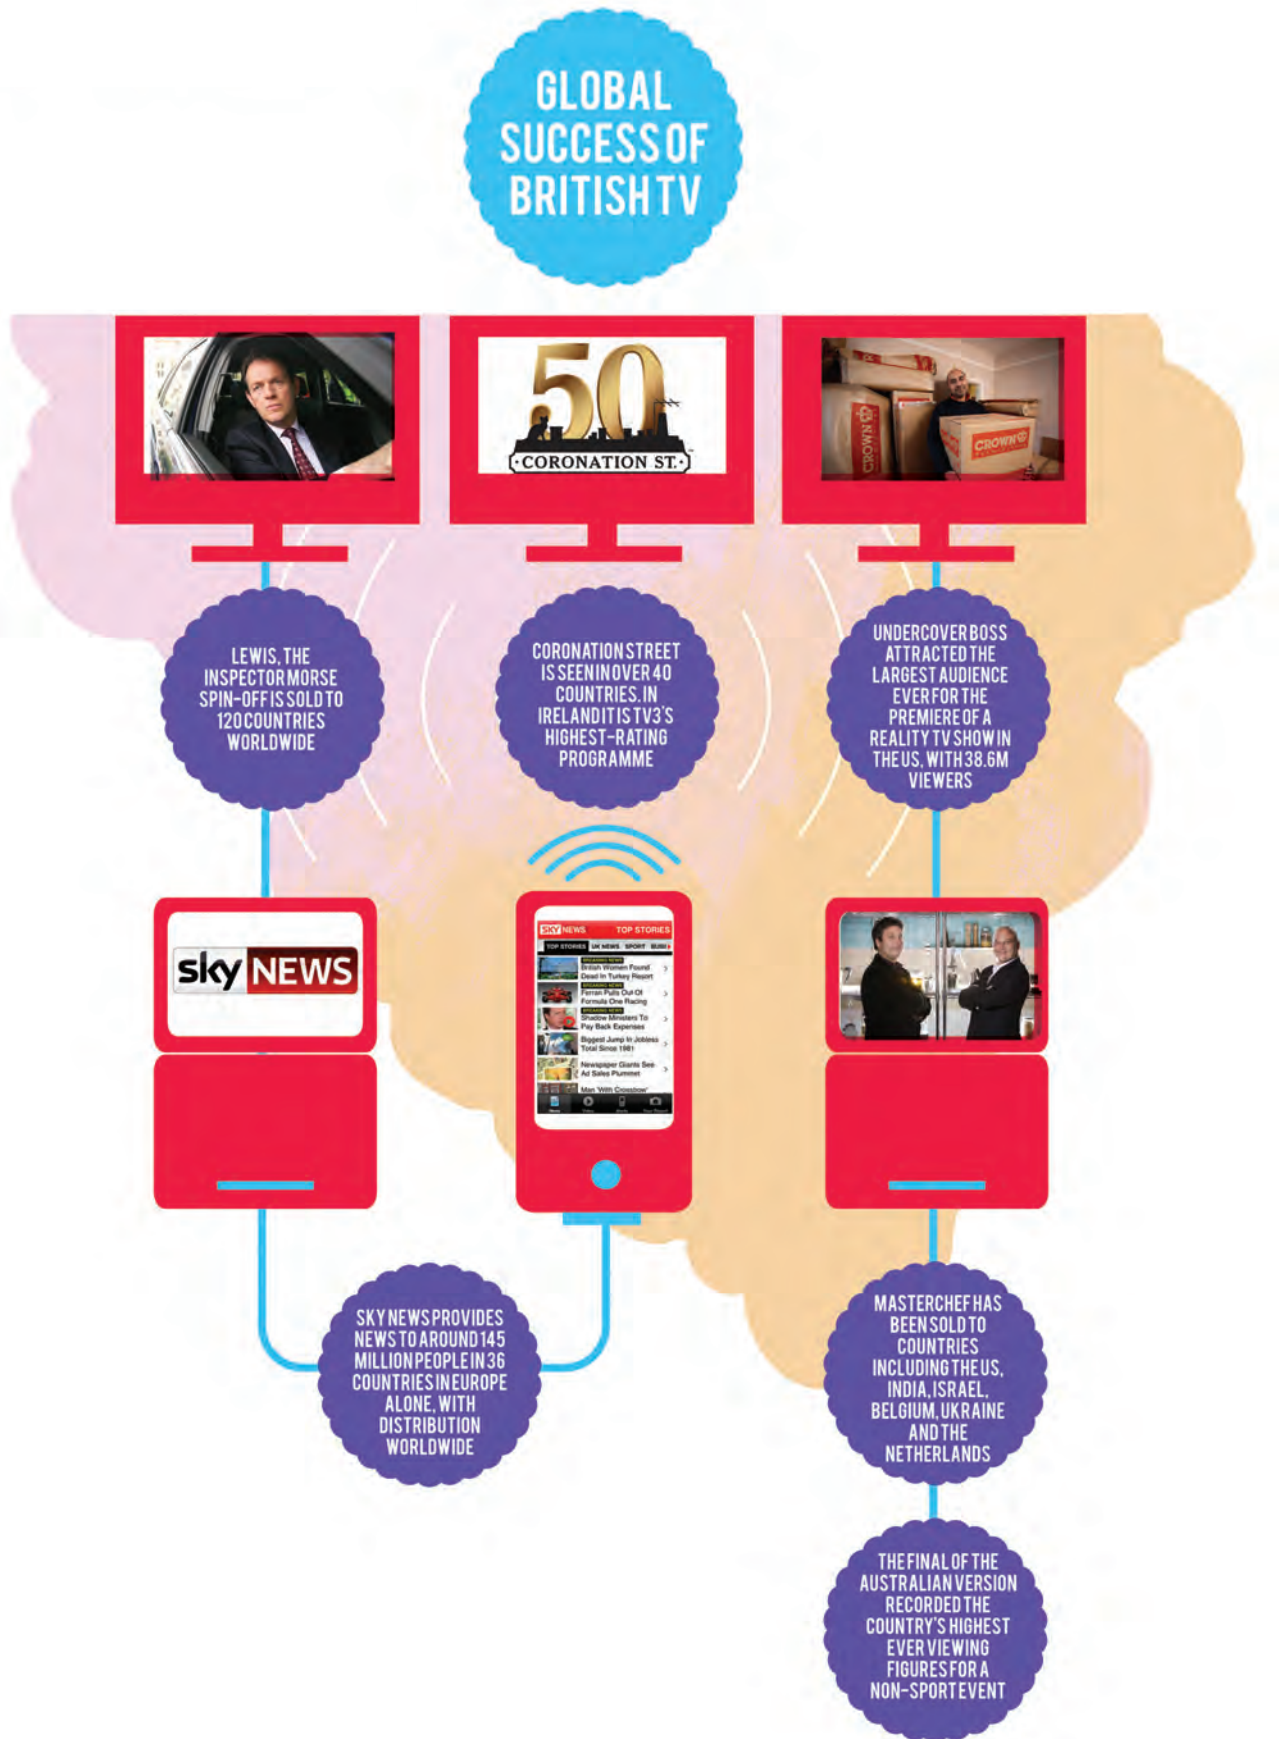 GLOBAL
SUCCESS OF
BRITISH TV
50
CORONATION ST.
CROWN
CROWN
LEWIS, THE
INSPECTOR MORSE
SPIN-OFF IS SOLD TO
120 COUNTRIES
WORLDWIDE
CORONATION STREET
IS SEEN IN OVER 40
COUNTRIES. IN
IRELAND IT IS TV3'S
HIGHEST-RATING
PROGRAMME
UNDERCOVER BOSS
ATTRACTED THE
LARGEST AUDIENCE
EVER FOR THE
PREMIERE OF A
REALITY TV SHOW IN
THE US, WITH 38.6M
VIEWERS
sky NEWS
SKY NEWS TOP STORIES
TOP STORIES UK NEWS SPORT BUSI
BREAKING NEWS
British Women Found
Dead In Turkey Resort
BREAKING NEWS
Ferrari Pulls Out Of
Formula One Racing
BREAKING NEWS
Shadow Ministers To
Pay Back Expenses
Biggest Jump In Jobless
Total Since 1981
Newspaper Giants See
Ad Sales Plummet
Man 'With Crossbow'
SKY NEWS PROVIDES
NEWS TO AROUND 145
MILLION PEOPLE IN 36
COUNTRIES IN EUROPE
ALONE, WITH
DISTRIBUTION
WORLDWIDE
MASTERCHEF HAS
BEEN SOLD TO
COUNTRIES
INCLUDING THE US,
INDIA, ISRAEL,
BELGIUM, UKRAINE
AND THE
NETHERLANDS
THE FINAL OF THE
AUSTRALIAN VERSION
RECORDED THE
COUNTRY'S HIGHEST
EVER VIEWING
FIGURES FOR A
NON-SPORT EVENT